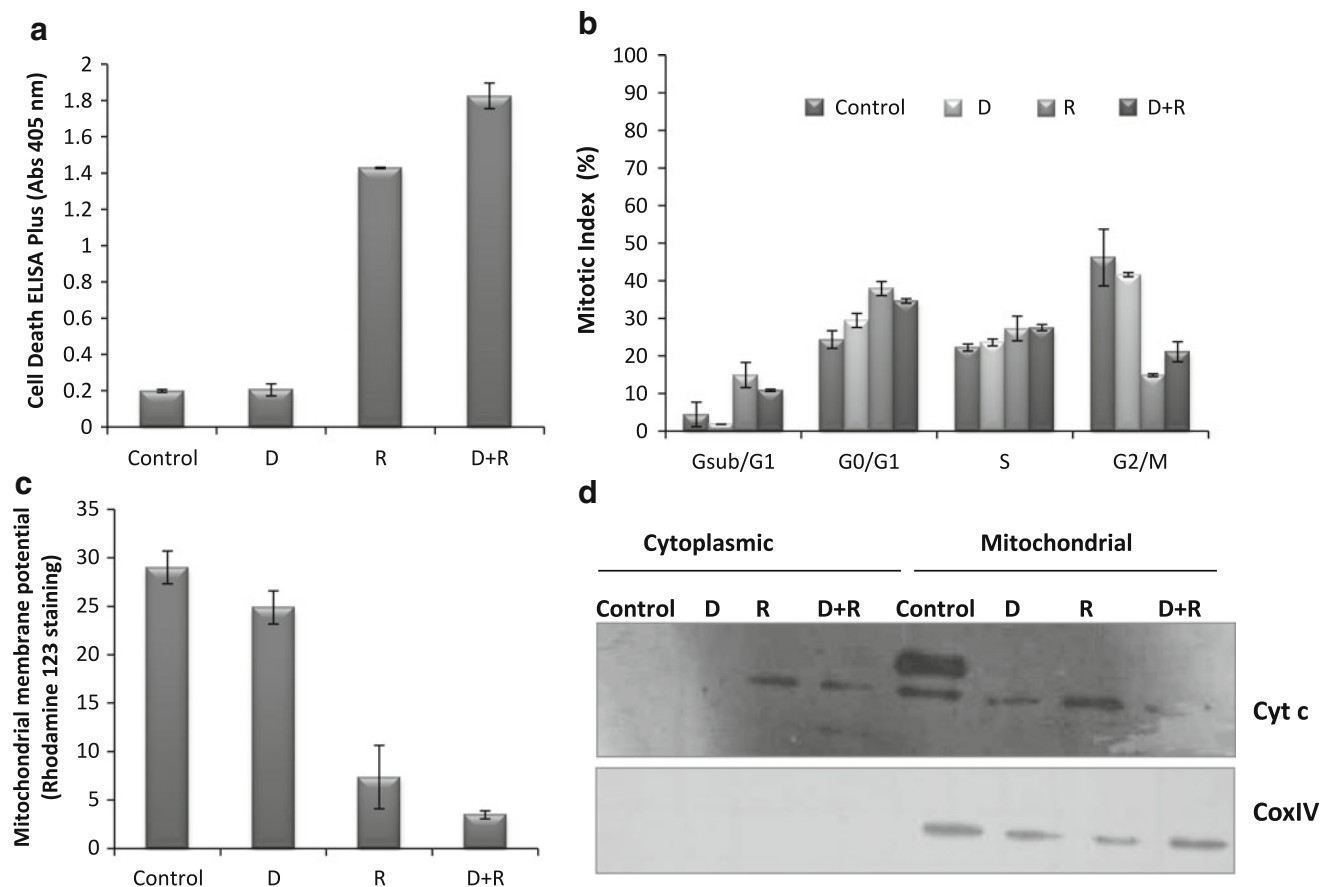 a
Cell Death ELISA Plus (Abs 405 nm)
2
1.8
1.6
1.4
1.2
1
0.8
0.6
0.4
0.2
0
Control D R D+R
b
Mitotic Index (%)
100
90
80
70
60
50
40
30
20
10
0
Control D R D+R
Gsub/G1 G0/G1 S G2/M
c
Mitochondrial membrane potential
(Rhodamine 123 staining)
35
30
25
20
15
10
5
0
Control D R D+R
d
Cytoplasmic Mitochondrial
Control D R D+R Control D R D+R
Cyt c
CoxIV